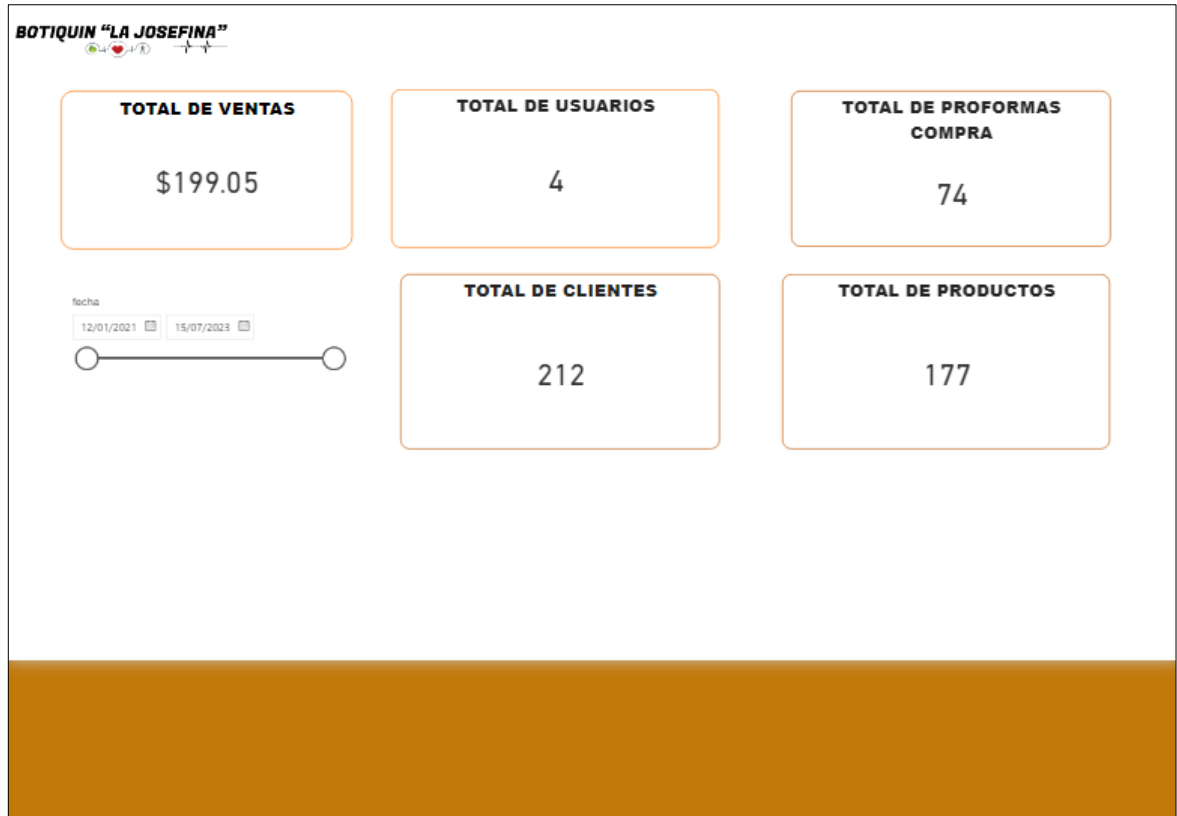 BOTIQUIN “LA JOSEFINA”
TOTAL DE VENTAS
$199.05
TOTAL DE USUARIOS
4
TOTAL DE PROFORMAS
COMPRA
74
fecha
12/01/2021 15/07/2023
TOTAL DE CLIENTES
212
TOTAL DE PRODUCTOS
177